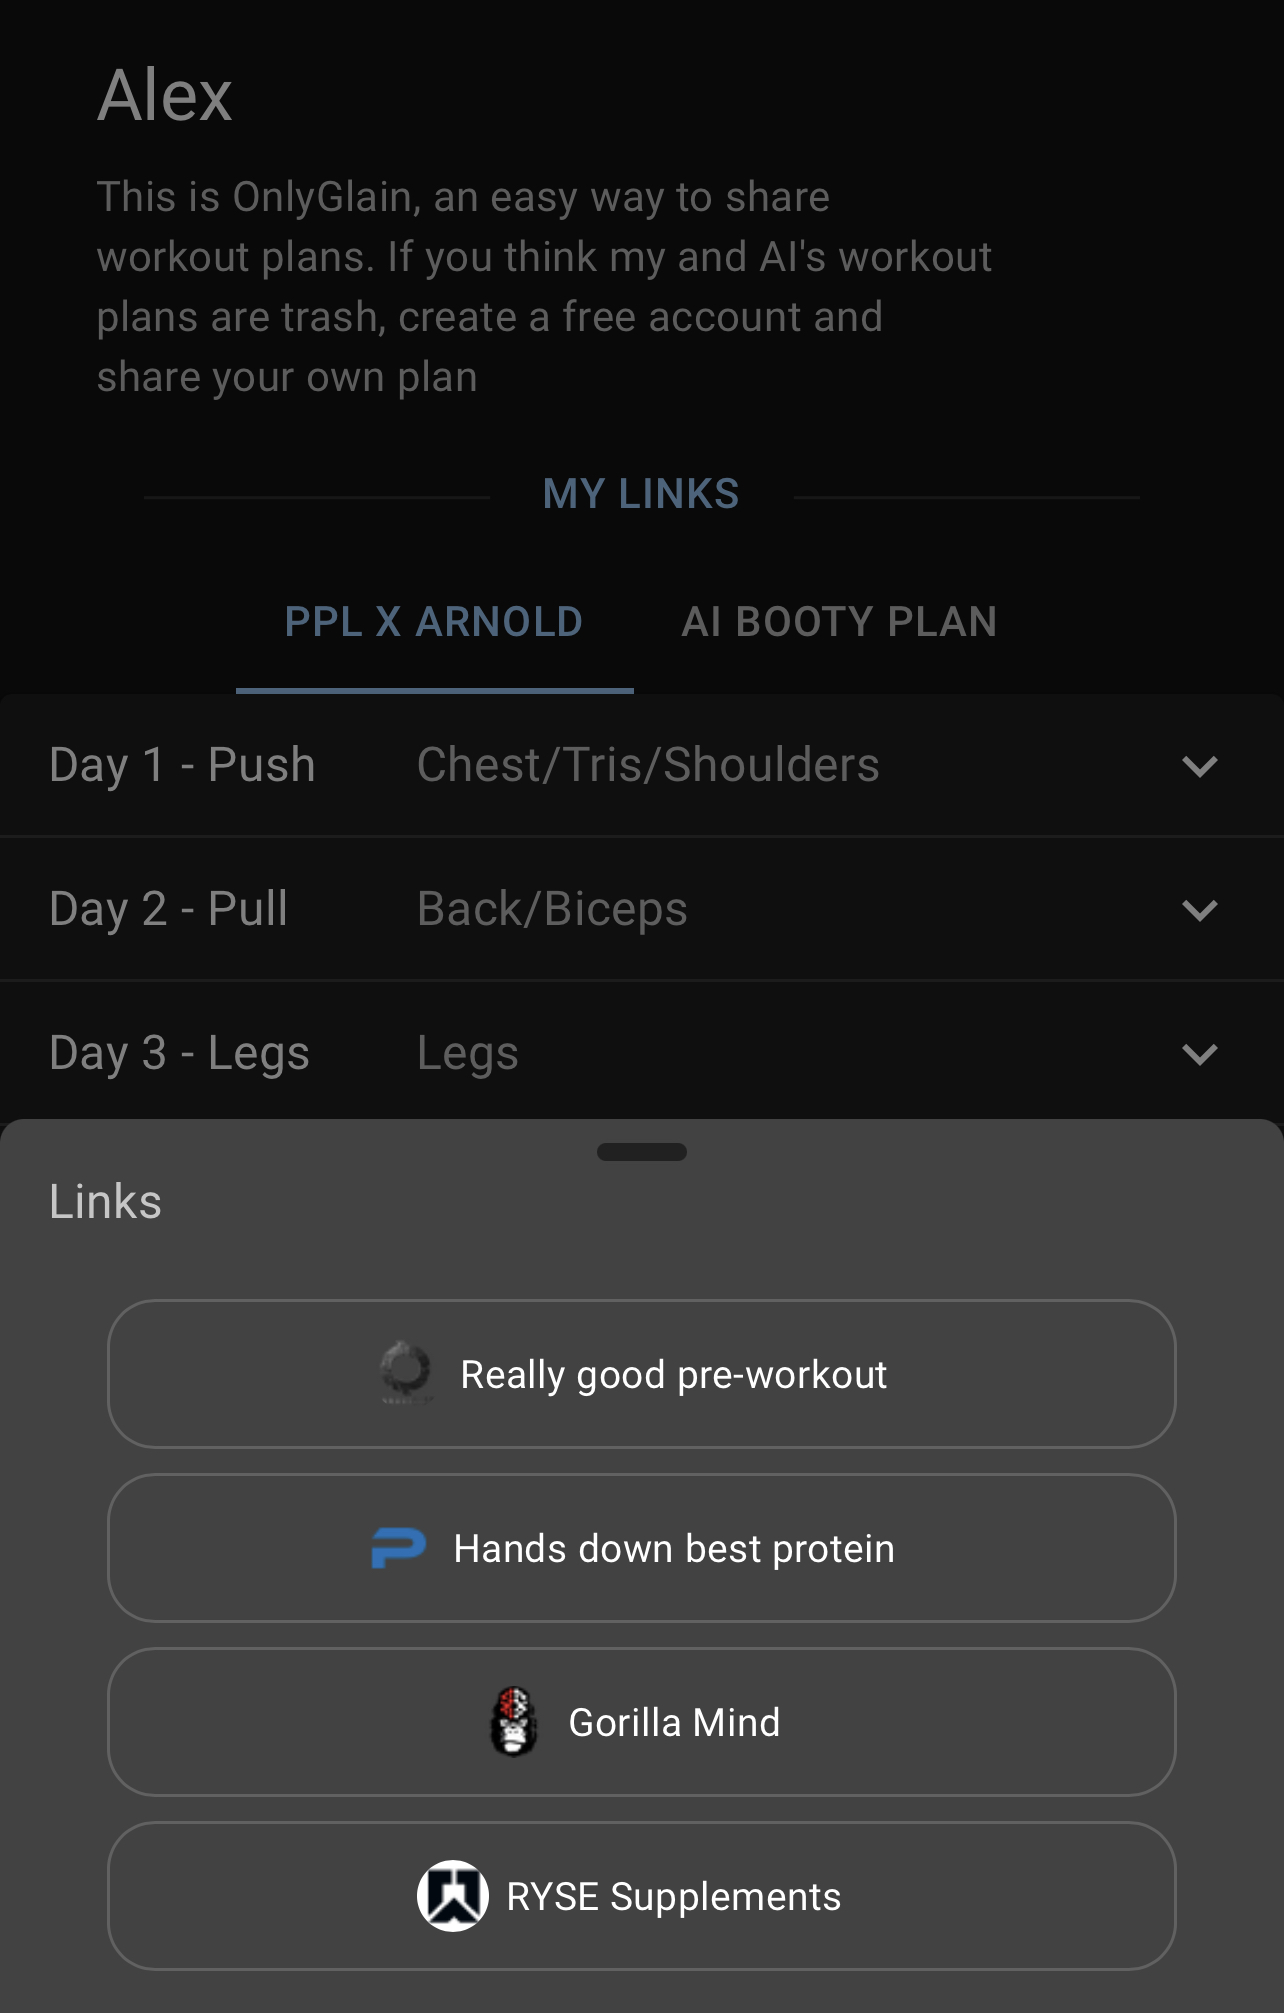 Alex
This is OnlyGlain, an easy way to share
workout plans. If you think my and AI's workout
plans are trash, create a free account and
share your own plan
MY LINKS
PPL X ARNOLD AI BOOTY PLAN
Day 1 - Push Chest/Tris/Shoulders
Day 2 - Pull Back/Biceps
Day 3 - Legs Legs
Links
Really good pre-workout
Hands down best protein
Gorilla Mind
RYSE Supplements